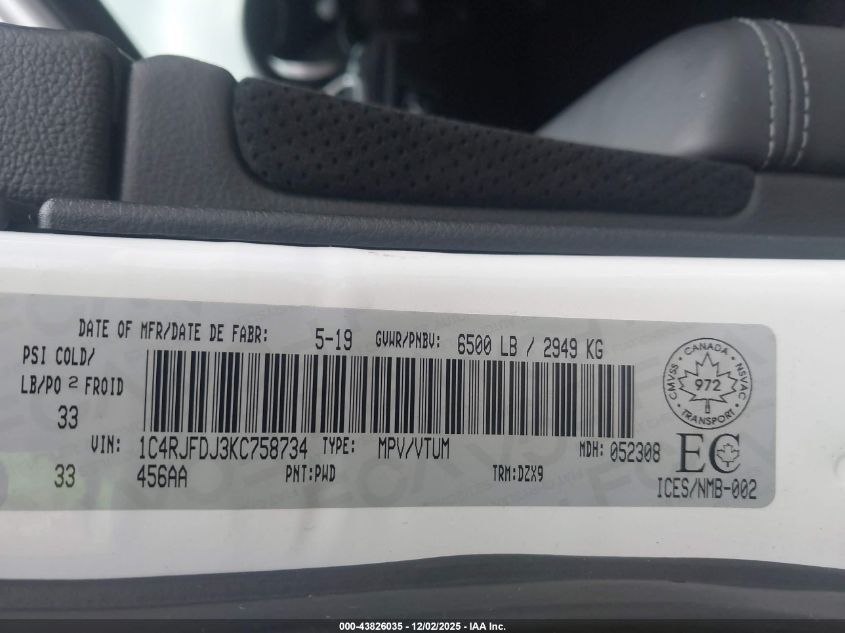 DATE OF MFR/DATE DE FABR: 5-19 GVWR/PNBV: 6500 LB / 2949 KG
PSI COLD/
LB/PO 2 FROID
33
VIN: 1C4RJFDJ3KC758734 TYPE: MPV/VTUM MDH: 052308
33 456AA PNT:PWD TRM:DZX9
CMVSS CANADA NSVAC
972
TRANSPORT
EC
ICES/NMB-002
000-43826035 - 12/02/2025 - IAA Inc.